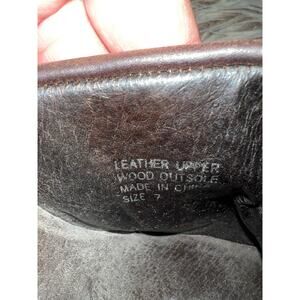 LEATHER UPPER
WOOD OUTSOLE
MADE IN CHINA
SIZE 7